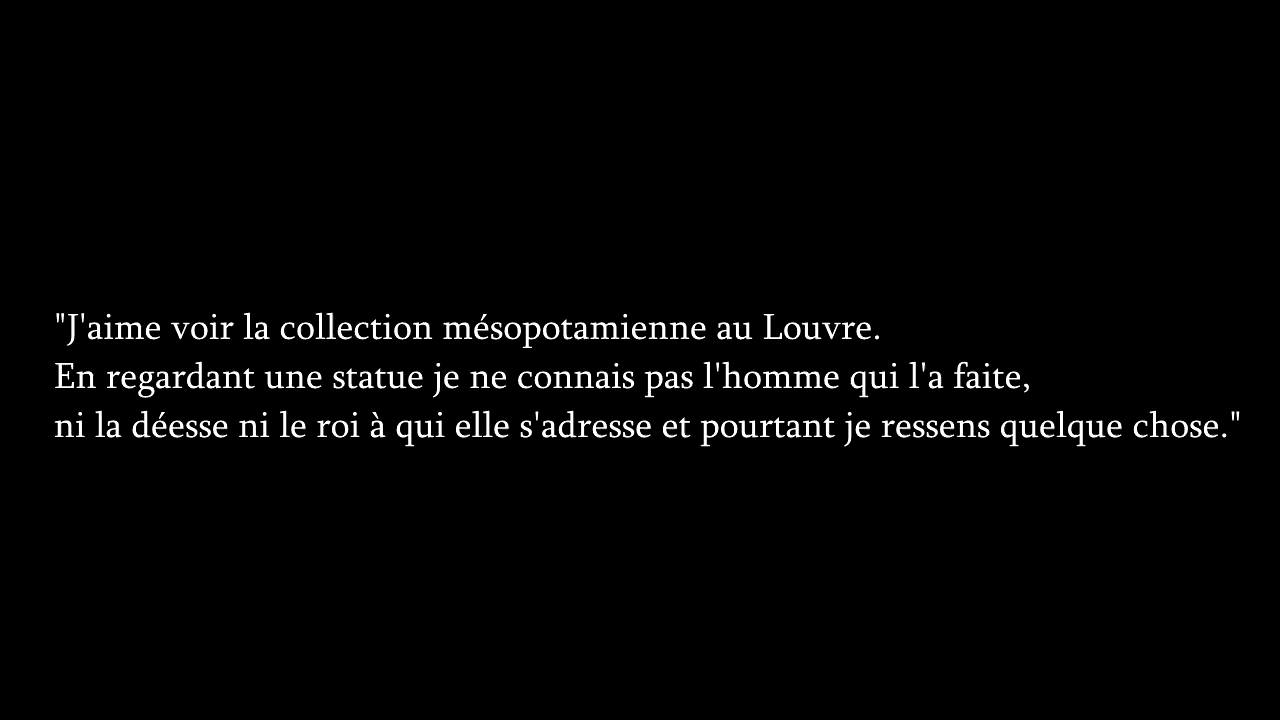 "J'aime voir la collection mésopotamienne au Louvre.
En regardant une statue je ne connais pas l'homme qui l'a faite,
ni la déesse ni le roi à qui elle s'adresse et pourtant je ressens quelque chose."